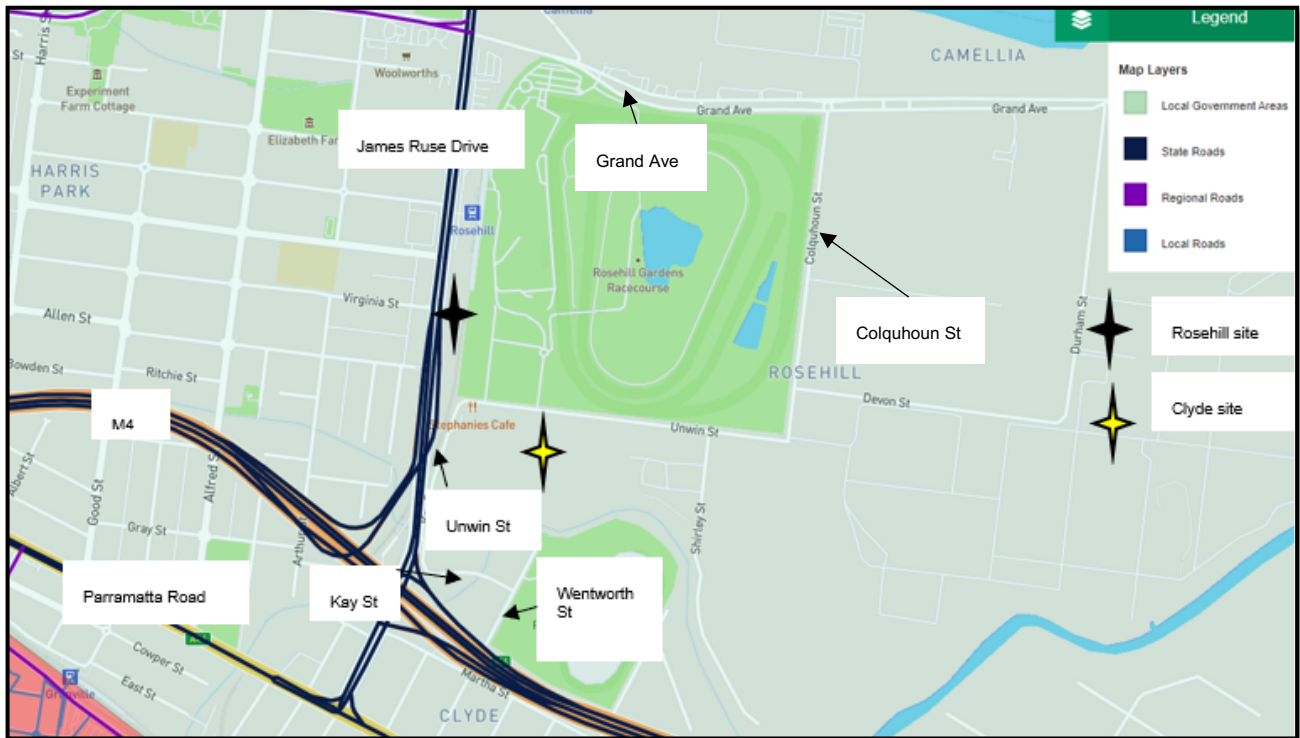 Camellia
Legend
Harris St
St
Woolworths
CAMELLIA
Map Layers
Experiment
Farm Cottage
Grand Ave
Grand Ave
Local Government Areas
Elizabeth Far
James Ruse Drive
State Roads
Grand Ave
HARRIS
PARK
Regional Roads
Rosehill
Colquhoun St
Local Roads
Rosehill Gardens
Racecourse
Virginia St
Allen St
Colquhoun St
Durham St
Rosehill site
Bowden St
Ritchie St
ROSEHILL
Devon St
Clyde site
M4
Stephanies Cafe
Unwin St
Albert St
Good St
Alfred S
Unwin St
Gray St
Arthur
Shirley St
Parramatta Road
Kay St
Wentworth
St
Cowper St
East St
Martha St
Granville
CLYDE